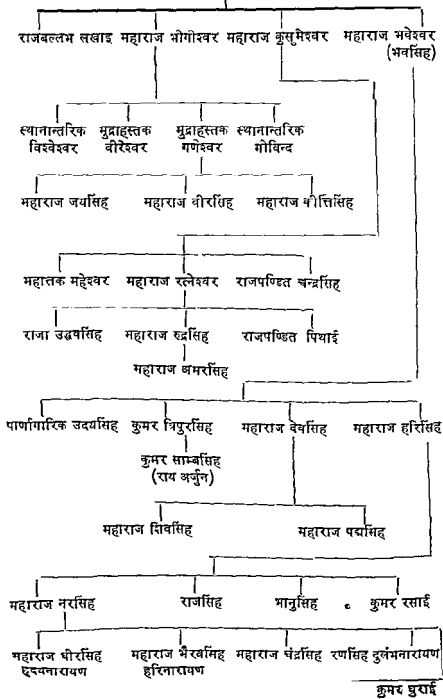 राजबल्लभ सखाइ महाराज भोगीश्वर महाराज कुसुमेश्वर महाराज भवेश्वर
(भवसिंह)
स्थानान्तरिक मुद्राहस्तक मुद्राहस्तक स्थानान्तरिक
विश्वेश्वर वीरेश्वर गणेश्वर गोविन्द
महाराज जयसिंह महाराज वीरसिंह महाराज कीर्त्तिसिंह
महात्तक महेश्वर महाराज रत्नेश्वर राजपण्डित चन्द्रसिंह
राजा उद्धवसिंह महाराज रुद्रसिंह राजपण्डित पिथाई
महाराज अमरसिंह
पार्णागारिक उदयसिंह कुमर त्रिपुरसिंह महाराज देवसिंह महाराज हरिसिंह
कुमर साम्बसिंह
(राय अर्जुन)
महाराज शिवसिंह महाराज पद्मसिंह
महाराज नरसिंह राजसिंह भानुसिंह कुमर रसाई
महाराज धीरसिंह महाराज भैरवसिंह महाराज चंद्रसिंह रणसिंह दुर्लभनारायण
हृदयनारायण हरिनारायण
कुमर घुराई